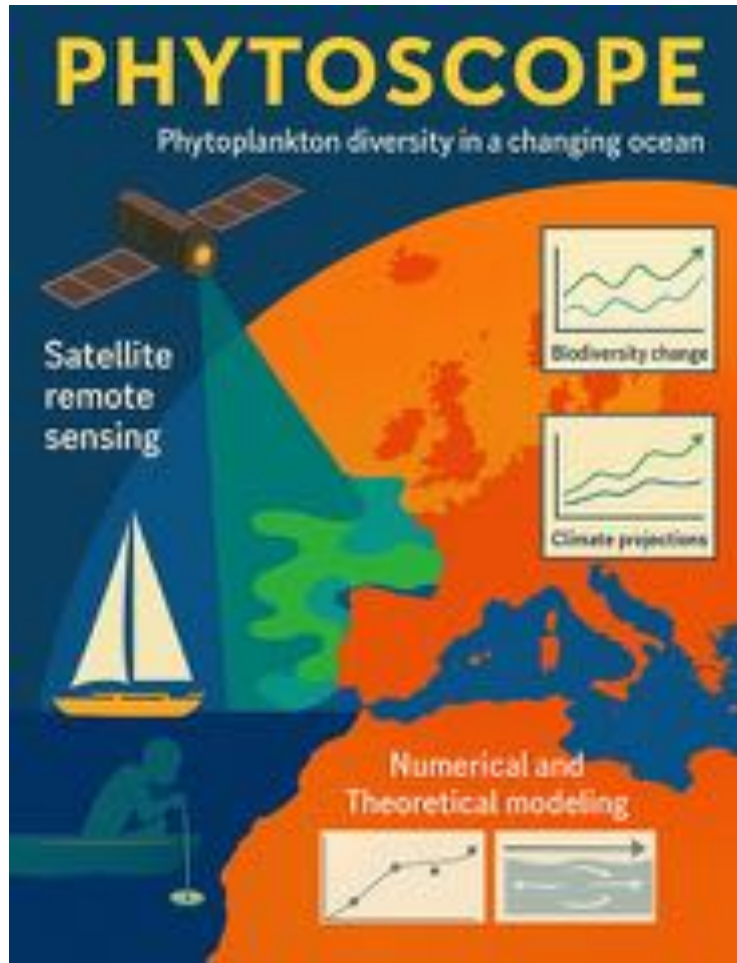 PHYTOSCOPE
Phytoplankton diversity in a changing ocean
Satellite
remote
sensing
Biodiversity change
Climate projections
Numerical and
Theoretical modeling